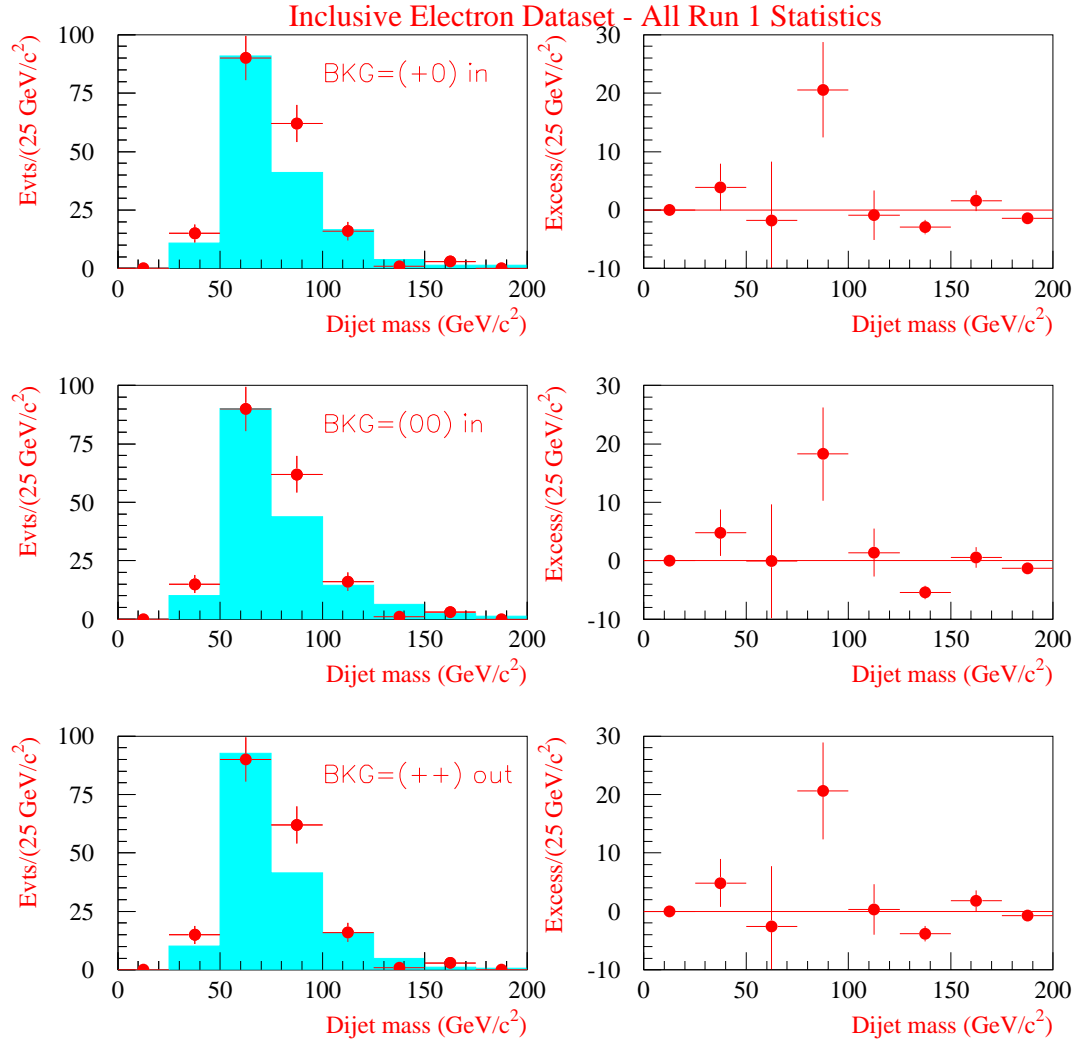 Inclusive Electron Dataset - All Run 1 Statistics
Evts/(25 GeV/c²)
100
75
50
25
0
BKG=(+0) in
0 50 100 150 200
Dijet mass (GeV/c²)
Excess/(25 GeV/c²)
30
20
10
0
-10
0 50 100 150 200
Dijet mass (GeV/c²)
Evts/(25 GeV/c²)
100
75
50
25
0
BKG=(00) in
0 50 100 150 200
Dijet mass (GeV/c²)
Excess/(25 GeV/c²)
30
20
10
0
-10
0 50 100 150 200
Dijet mass (GeV/c²)
Evts/(25 GeV/c²)
100
75
50
25
0
BKG=(++) out
0 50 100 150 200
Dijet mass (GeV/c²)
Excess/(25 GeV/c²)
30
20
10
0
-10
0 50 100 150 200
Dijet mass (GeV/c²)